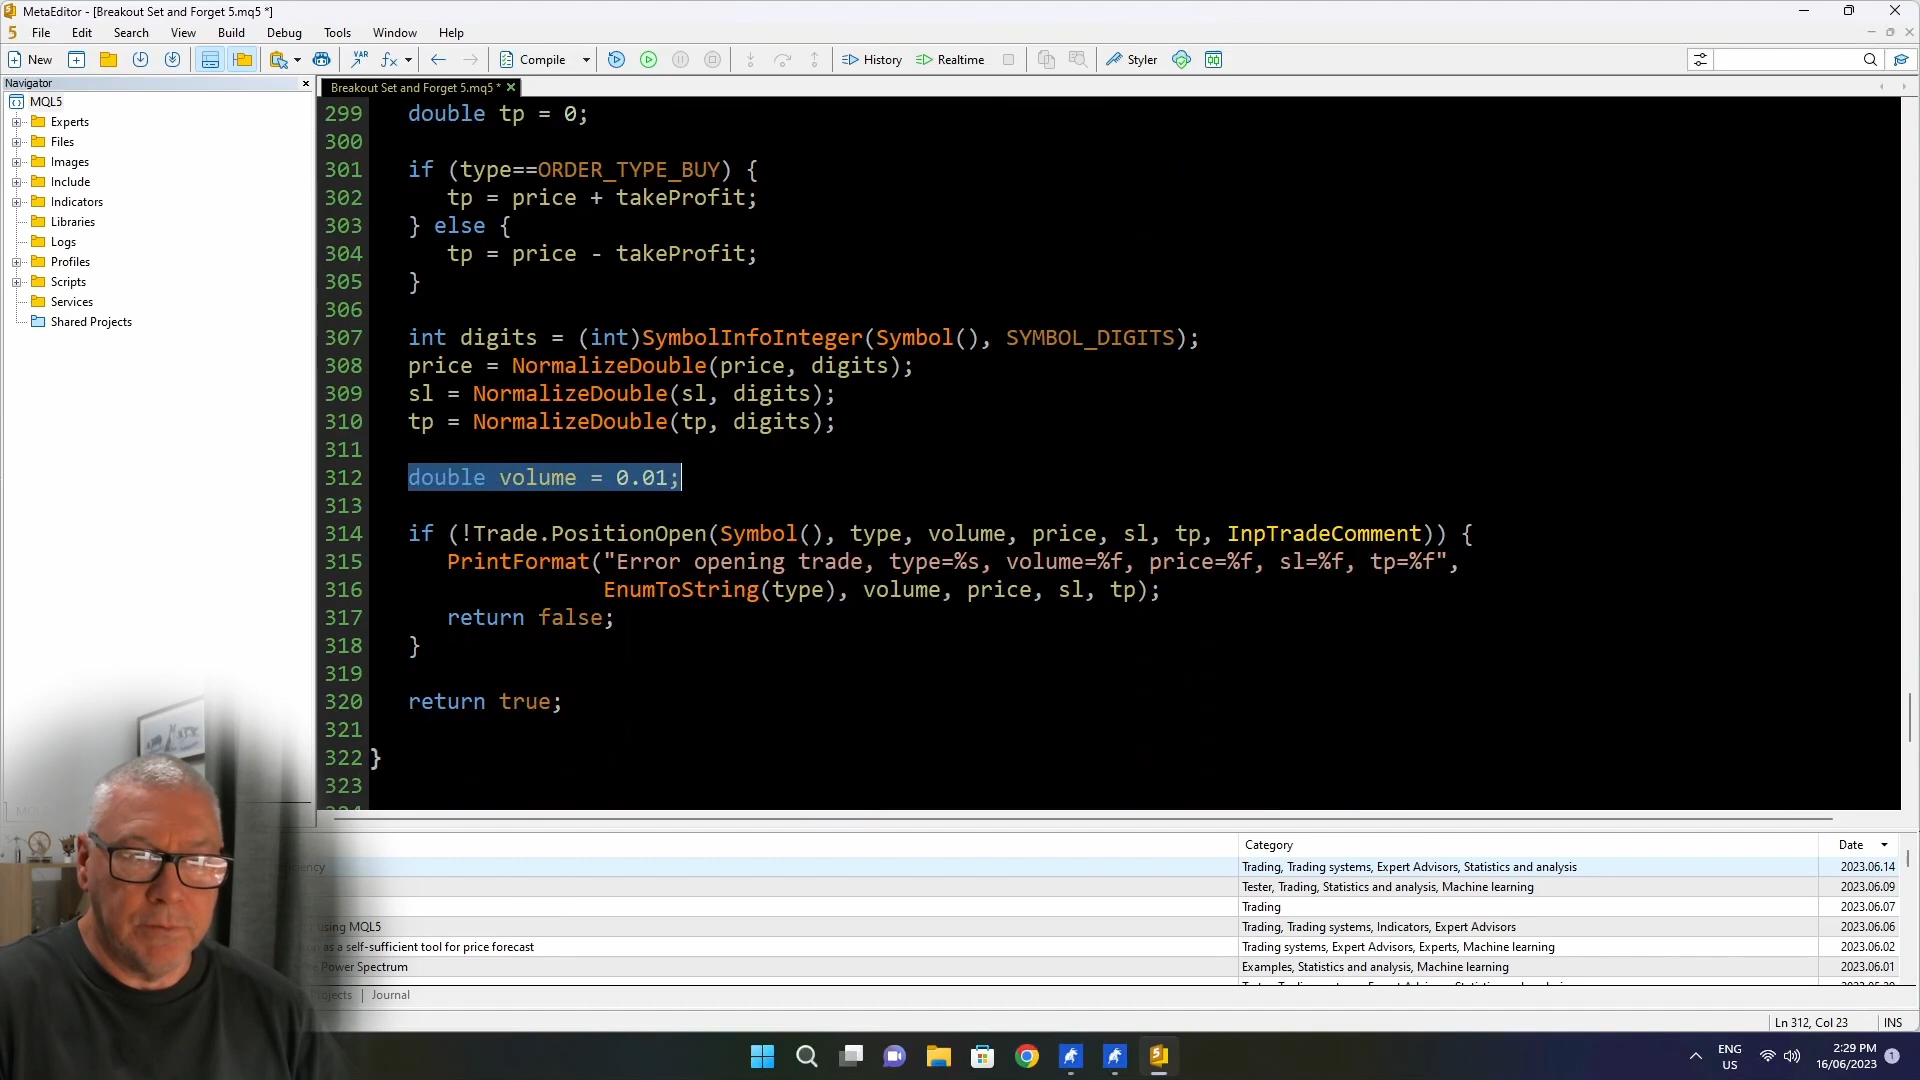 MetaEditor - [Breakout Set and Forget 5.mq5 *]
5 File Edit Search View Build Debug Tools Window Help
New VAR fx Compile History Realtime Styler
Navigator
Breakout Set and Forget 5.mq5 *
MQL5
Experts
Files
Images
Include
Indicators
Libraries
Logs
Profiles
Scripts
Services
Shared Projects
299 double tp = 0;
300
301 if (type==ORDER_TYPE_BUY) {
302 tp = price + takeProfit;
303 } else {
304 tp = price - takeProfit;
305 }
306
307 int digits = (int)SymbolInfoInteger(Symbol(), SYMBOL_DIGITS);
308 price = NormalizeDouble(price, digits);
309 sl = NormalizeDouble(sl, digits);
310 tp = NormalizeDouble(tp, digits);
311
312 double volume = 0.01;
313
314 if (!Trade.PositionOpen(Symbol(), type, volume, price, sl, tp, InpTradeComment)) {
315 PrintFormat("Error opening trade, type=%s, volume=%f, price=%f, sl=%f, tp=%f",
316 EnumToString(type), volume, price, sl, tp);
317 return false;
318 }
319
320 return true;
321
322 }
323
Category Date
Trading, Trading systems, Expert Advisors, Statistics and analysis 2023.06.14
Tester, Trading, Statistics and analysis, Machine learning 2023.06.09
Trading 2023.06.07
using MQL5 Trading, Trading systems, Indicators, Expert Advisors 2023.06.06
as a self-sufficient tool for price forecast Trading systems, Expert Advisors, Experts, Machine learning 2023.06.02
Power Spectrum Examples, Statistics and analysis, Machine learning 2023.06.01
Projects Journal
Ln 312, Col 23 INS
ENG
US
2:29 PM
16/06/2023
1